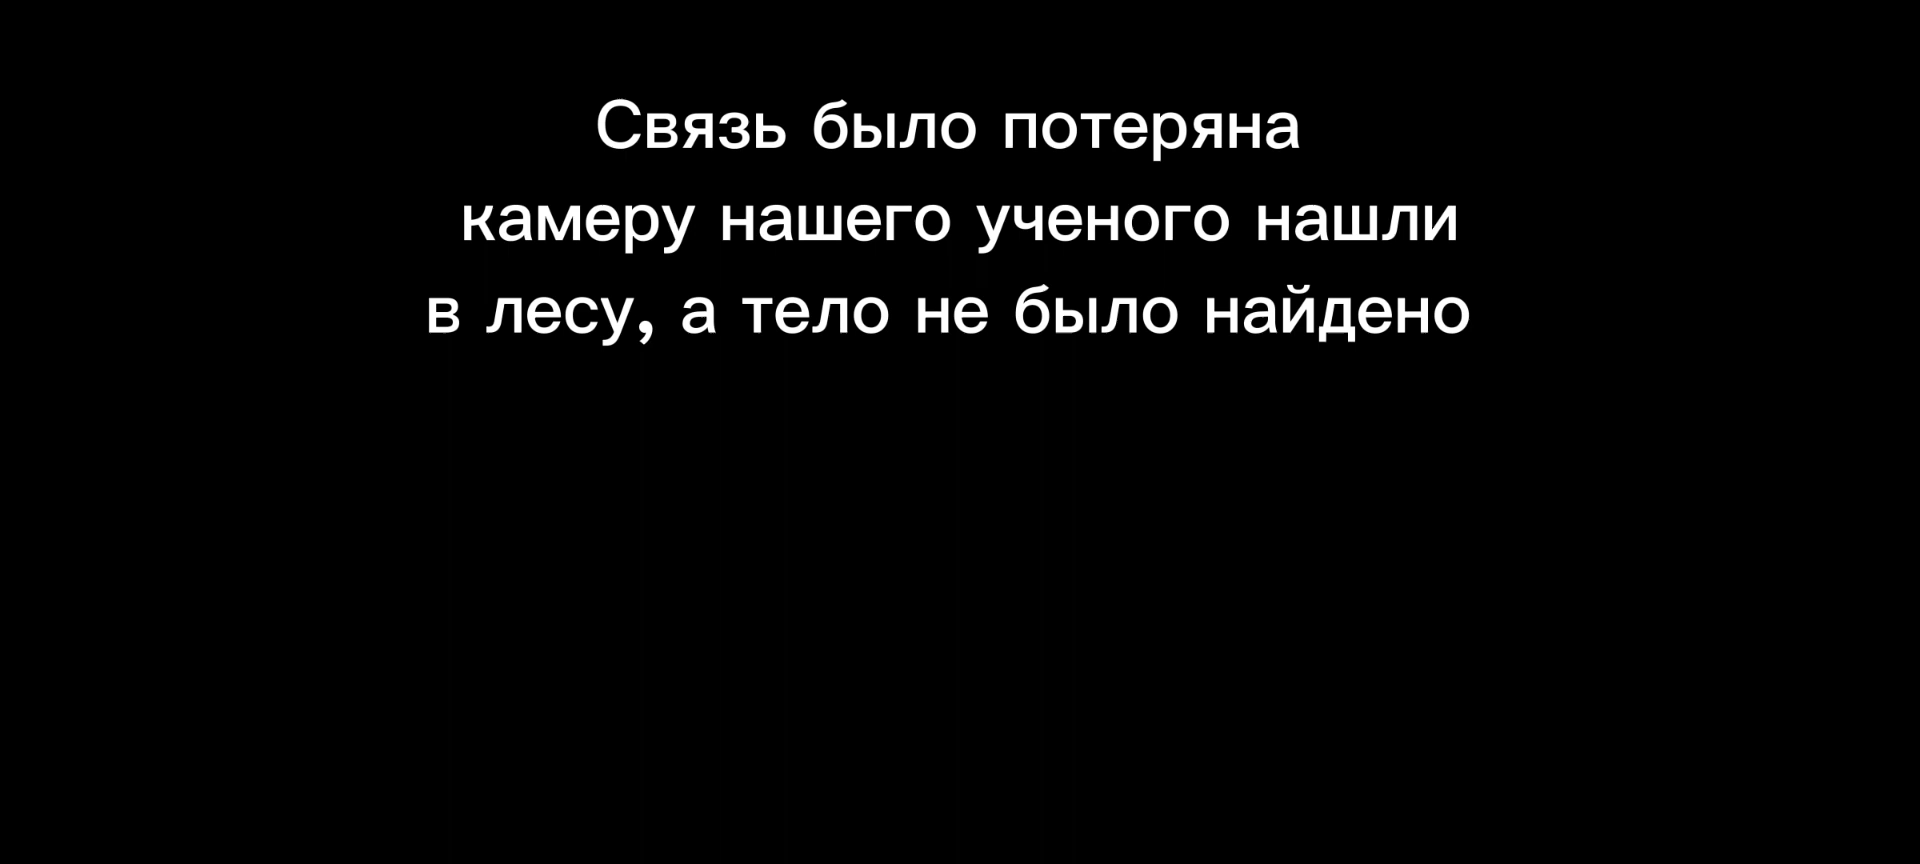 Связь было потеряна
камеру нашего ученого нашли
в лесу, а тело не было найдено